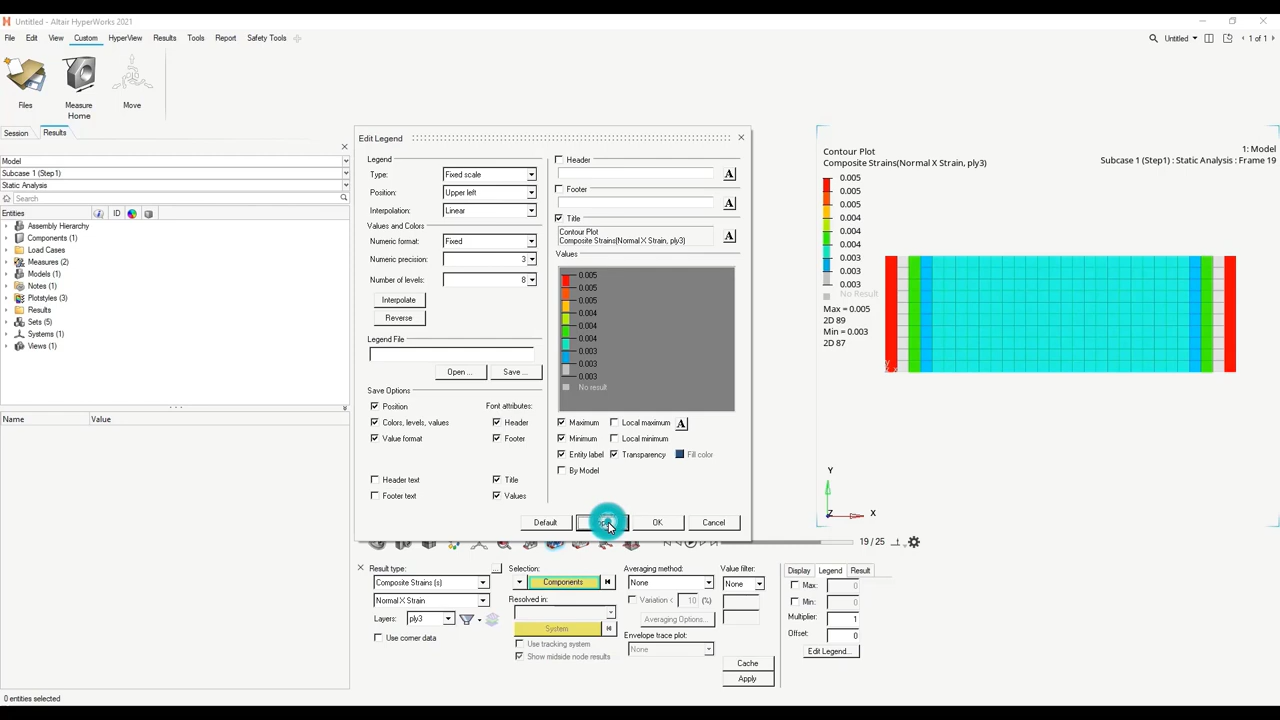 Untitled - Altair HyperWorks 2021
File Edit View Custom HyperView Results Tools Report Safety Tools
Untitled 1 of 1
Files
Measure Home
Move
Session Results
Model
Subcase 1 (Step1)
Static Analysis
Search
Entities ID
Assembly Hierarchy
Components (1)
Load Cases
Measures (2)
Models (1)
Notes (1)
Plotstyles (3)
Results
Sets (5)
Systems (1)
Views (1)
Name Value
0 entities selected
Edit Legend
Legend
Type: Fixed scale
Position: Upper left
Interpolation: Linear
Values and Colors
Numeric format: Fixed
Numeric precision: 3
Number of levels: 8
Interpolate
Reverse
Legend File
Open ... Save ...
Save Options
Position Font attributes:
Colors, levels, values Header
Value format Footer
Header text Title
Footer text Values
Header
A
Footer
A
Title
Contour Plot
Composite Strains(Normal X Strain, ply3)
A
Values
0.005
0.005
0.005
0.004
0.004
0.004
0.003
0.003
0.003
No result
Maximum Local maximum A
Minimum Local minimum
Entity label Transparency Fill color
By Model
Default OK Cancel
Contour Plot
Composite Strains(Normal X Strain, ply3)
0.005
0.005
0.005
0.004
0.004
0.004
0.003
0.003
0.003
No Result
Max = 0.005
2D 89
Min = 0.003
2D 87
1: Model
Subcase 1 (Step1) : Static Analysis : Frame 19
Y
X
Y
Z X
19 / 25
Result type: ...
Composite Strains (s)
Normal X Strain
Layers: ply3
Use corner data
Selection:
Components
Resolved in:
System
Use tracking system
Show midside node results
Averaging method:
None
Variation < 10 (%)
Averaging Options...
Envelope trace plot:
None
Value filter:
None
Cache
Apply
Display Legend Result
Max: 0
Min: 0
Multiplier: 1
Offset: 0
Edit Legend...